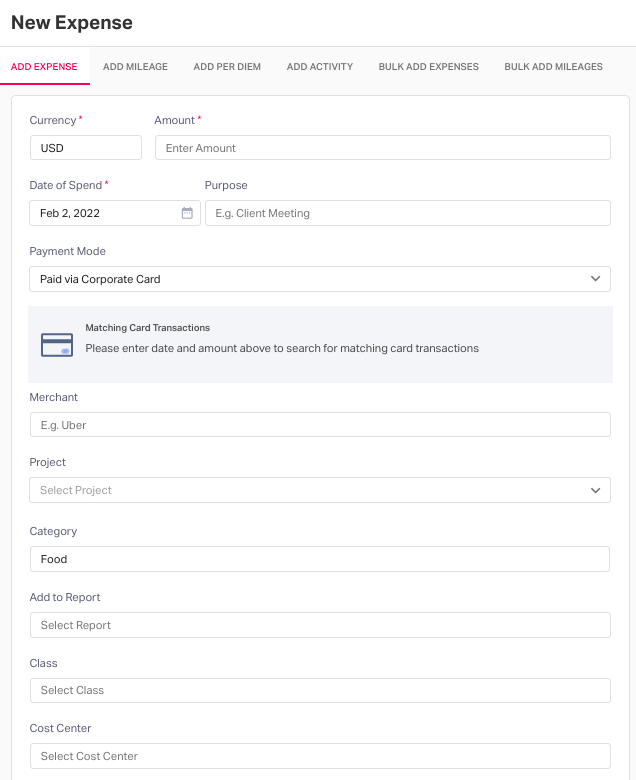 New Expense
ADD EXPENSE ADD MILEAGE ADD PER DIEM ADD ACTIVITY BULK ADD EXPENSES BULK ADD MILEAGES
Currency * Amount *
USD Enter Amount
Date of Spend * Purpose
Feb 2, 2022 E.g. Client Meeting
Payment Mode
Paid via Corporate Card
Matching Card Transactions
Please enter date and amount above to search for matching card transactions
Merchant
E.g. Uber
Project
Select Project
Category
Food
Add to Report
Select Report
Class
Select Class
Cost Center
Select Cost Center